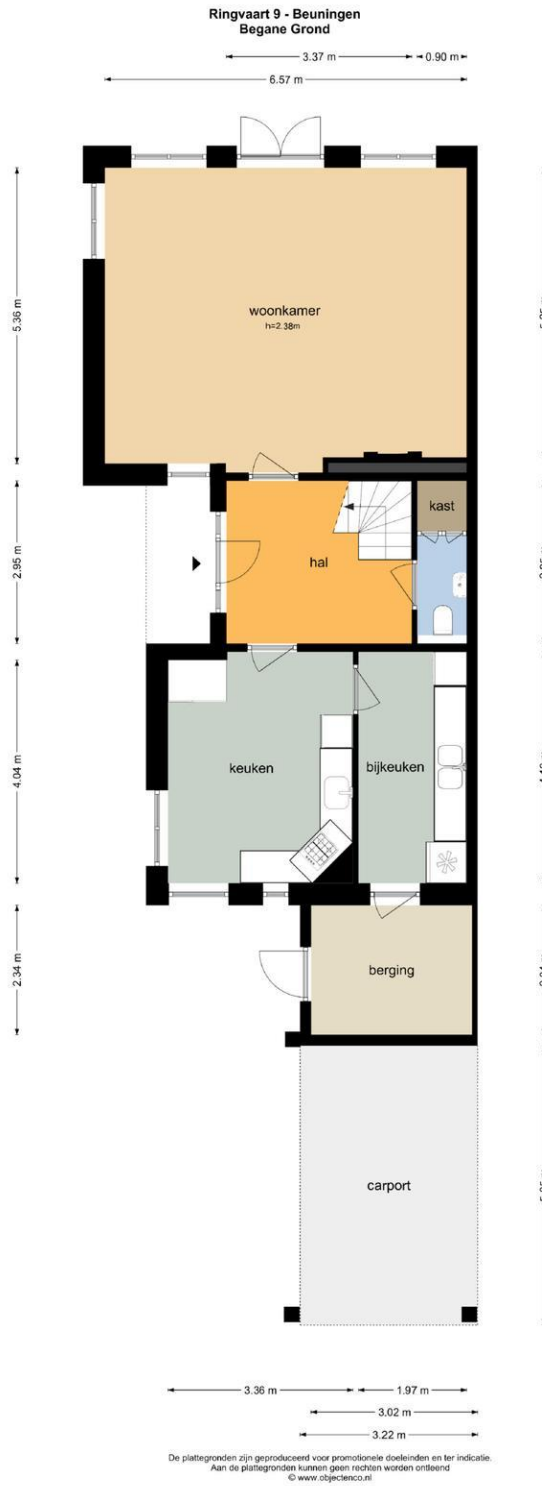 Ringvaart 9 - Beuningen
Begane Grond
3.37 m
0.90 m
6.57 m
5.36 m
woonkamer
h=2.38m
2.95 m
kast
hal
4.04 m
keuken
bijkeuken
2.34 m
berging
carport
3.36 m
1.97 m
3.02 m
3.22 m
De plattegronden zijn geproduceerd voor promotionele doeleinden en ter indicatie.
Aan de plattegronden kunnen geen rechten worden ontleend
© www.objectenco.nl